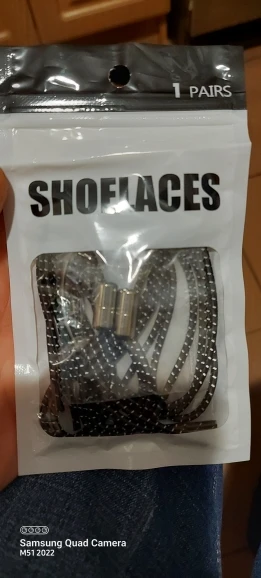 1 PAIRS
SHOELACES
Samsung Quad Camera
M51 2022